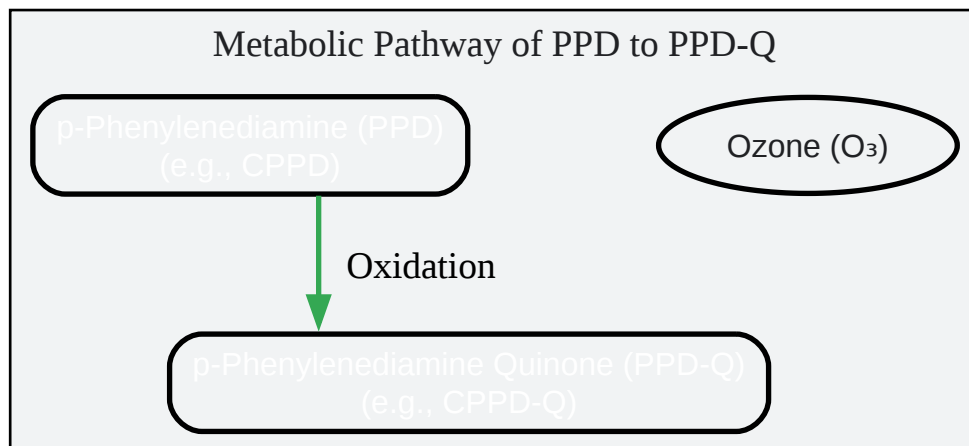 Metabolic Pathway of PPD to PPD-Q
p-Phenylenediamine (PPD)
(e.g., CPPD)
Ozone (O₃)
Oxidation
p-Phenylenediamine Quinone (PPD-Q)
(e.g., CPPD-Q)